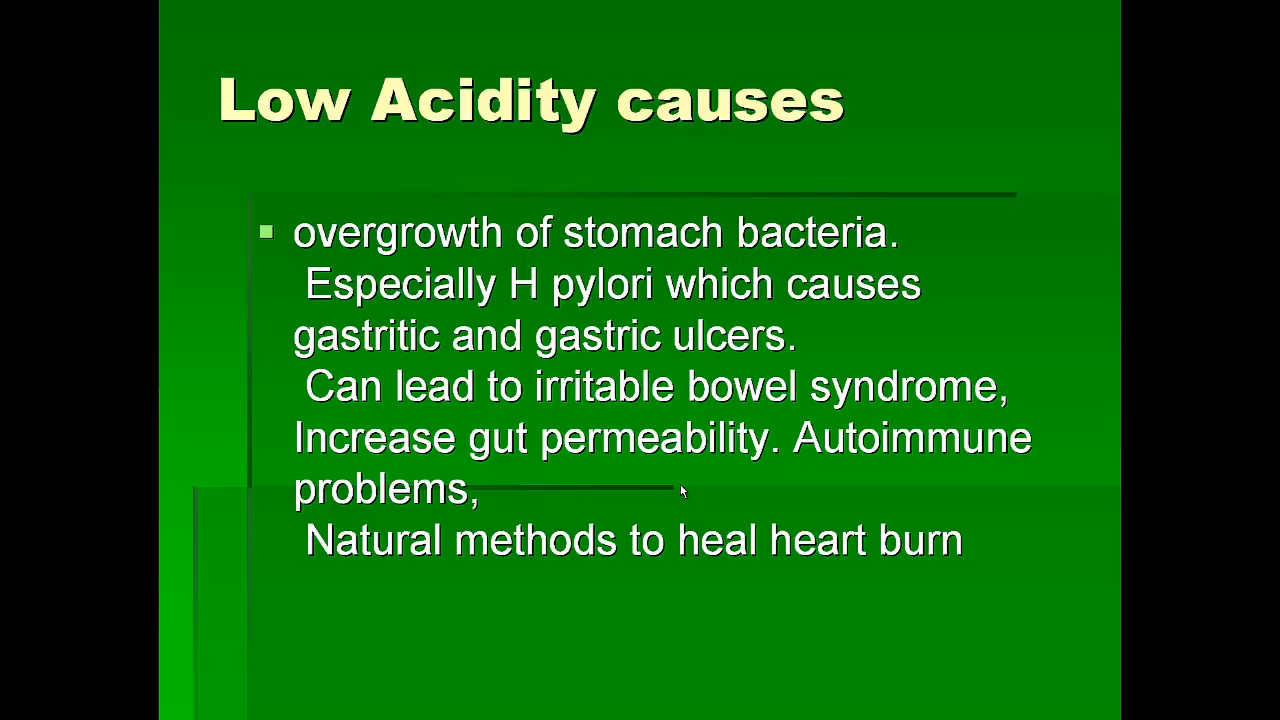 Low Acidity causes
overgrowth of stomach bacteria.
Especially H pylori which causes
gastritic and gastric ulcers.
Can lead to irritable bowel syndrome,
Increase gut permeability. Autoimmune
problems,
Natural methods to heal heart burn